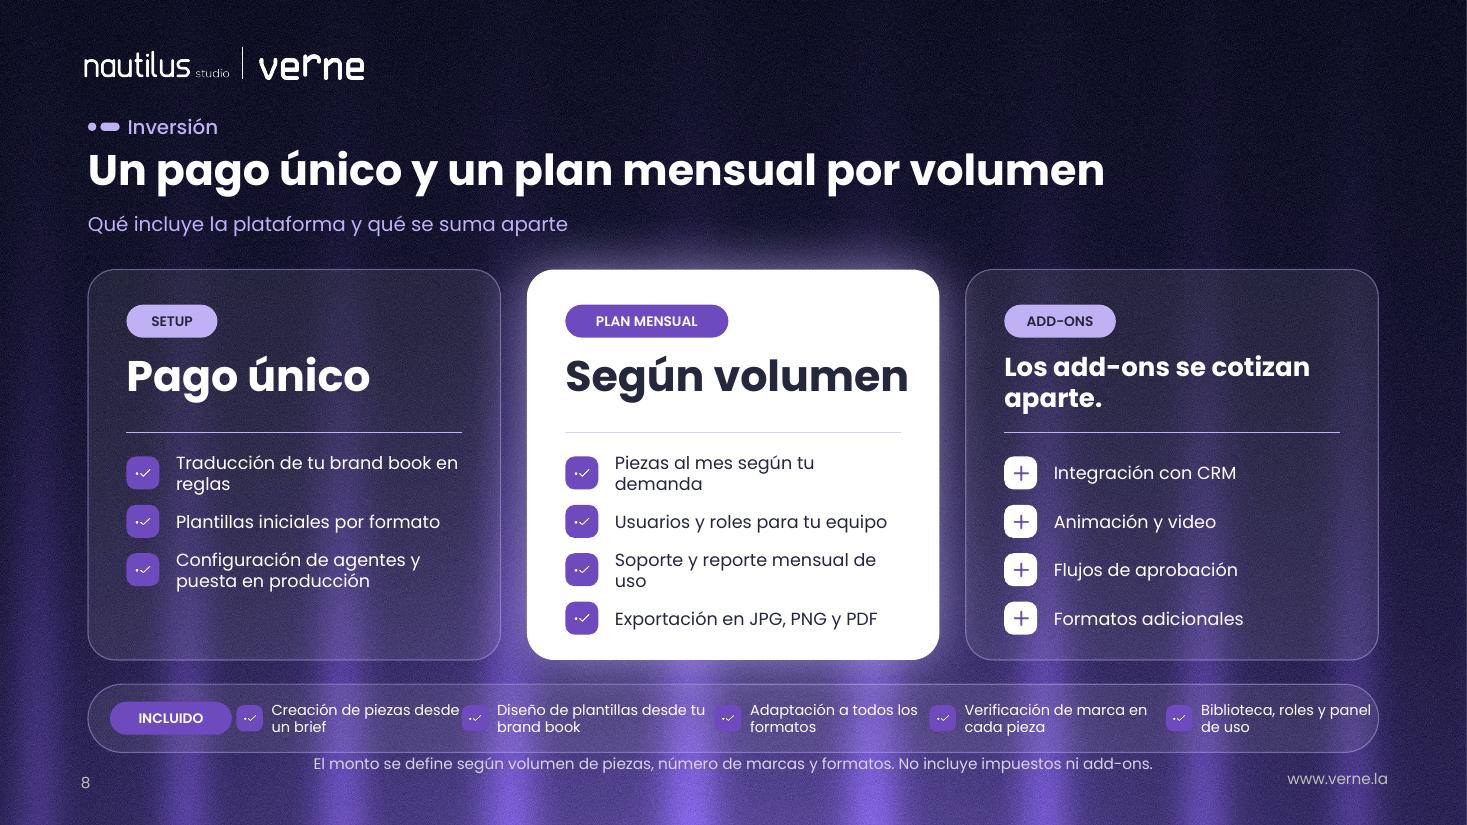 nautilus studio | verne
Inversión
Un pago único y un plan mensual por volumen
Qué incluye la plataforma y qué se suma aparte
SETUP
Pago único
Traducción de tu brand book en
reglas
Plantillas iniciales por formato
Configuración de agentes y
puesta en producción
PLAN MENSUAL
Según volumen
Piezas al mes según tu
demanda
Usuarios y roles para tu equipo
Soporte y reporte mensual de
uso
Exportación en JPG, PNG y PDF
ADD-ONS
Los add-ons se cotizan
aparte.
Integración con CRM
Animación y video
Flujos de aprobación
Formatos adicionales
INCLUIDO
Creación de piezas desde
un brief
Diseño de plantillas desde tu
brand book
Adaptación a todos los
formatos
Verificación de marca en
cada pieza
Biblioteca, roles y panel
de uso
El monto se define según volumen de piezas, número de marcas y formatos. No incluye impuestos ni add-ons.
8
www.verne.la